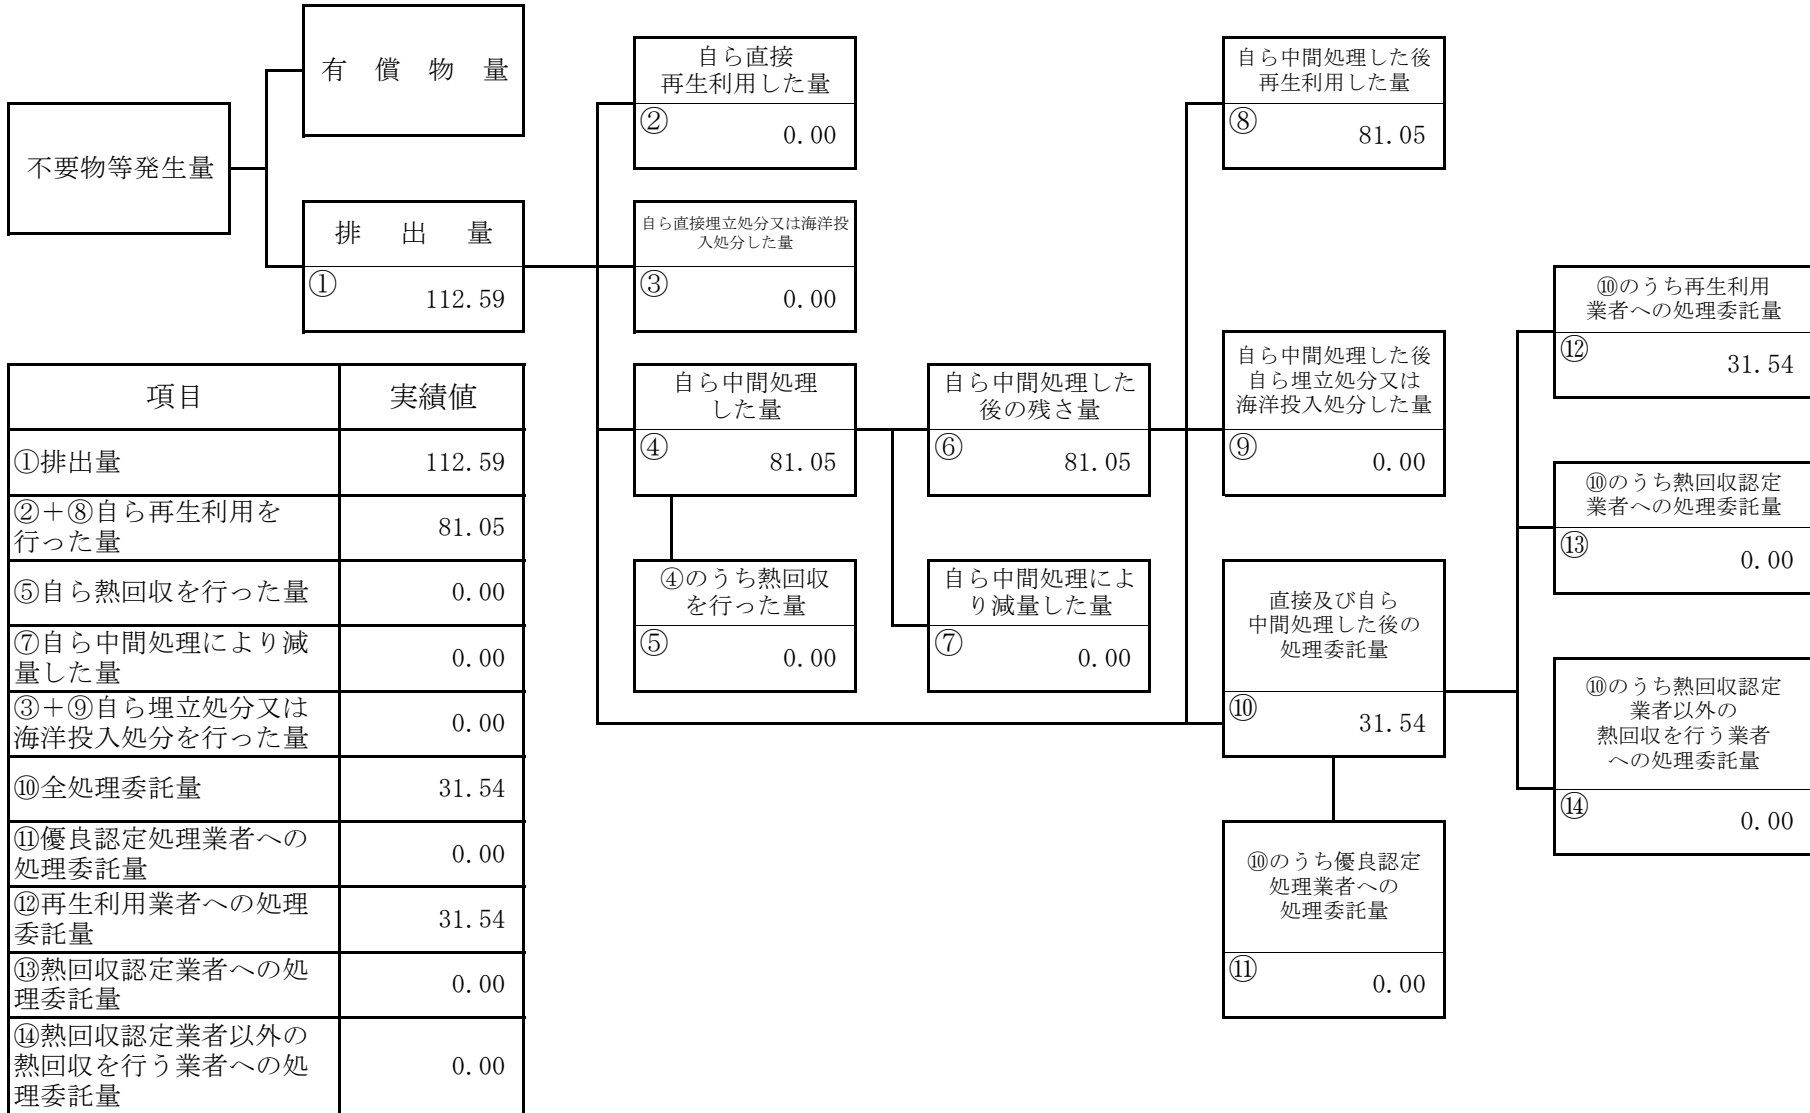 有償物量
不要物等発生量
排出量
①
112.59
自ら直接
再生利用した量
②
0.00
自ら直接埋立処分又は海洋投
入処分した量
③
0.00
自ら中間処理
した量
④
81.05
④のうち熱回収
を行った量
⑤
0.00
自ら中間処理した
後の残さ量
⑥
81.05
自ら中間処理によ
り減量した量
⑦
0.00
自ら中間処理した後
再生利用した量
⑧
81.05
自ら中間処理した後
自ら埋立処分又は
海洋投入処分した量
⑨
0.00
直接及び自ら
中間処理した後の
処理委託量
⑩
31.54
⑩のうち優良認定
処理業者への
処理委託量
⑪
0.00
⑩のうち再生利用
業者への処理委託量
⑫
31.54
⑩のうち熱回収認定
業者への処理委託量
⑬
0.00
⑩のうち熱回収認定
業者以外の
熱回収を行う業者
への処理委託量
⑭
0.00
項目 実績値
①排出量 112.59
②+⑧自ら再生利用を
行った量 81.05
⑤自ら熱回収を行った量 0.00
⑦自ら中間処理により減
量した量 0.00
③+⑨自ら埋立処分又は
海洋投入処分を行った量 0.00
⑩全処理委託量 31.54
⑪優良認定処理業者への
処理委託量 0.00
⑫再生利用業者への処理
委託量 31.54
⑬熱回収認定業者への処
理委託量 0.00
⑭熱回収認定業者以外の
熱回収を行う業者への処
理委託量 0.00